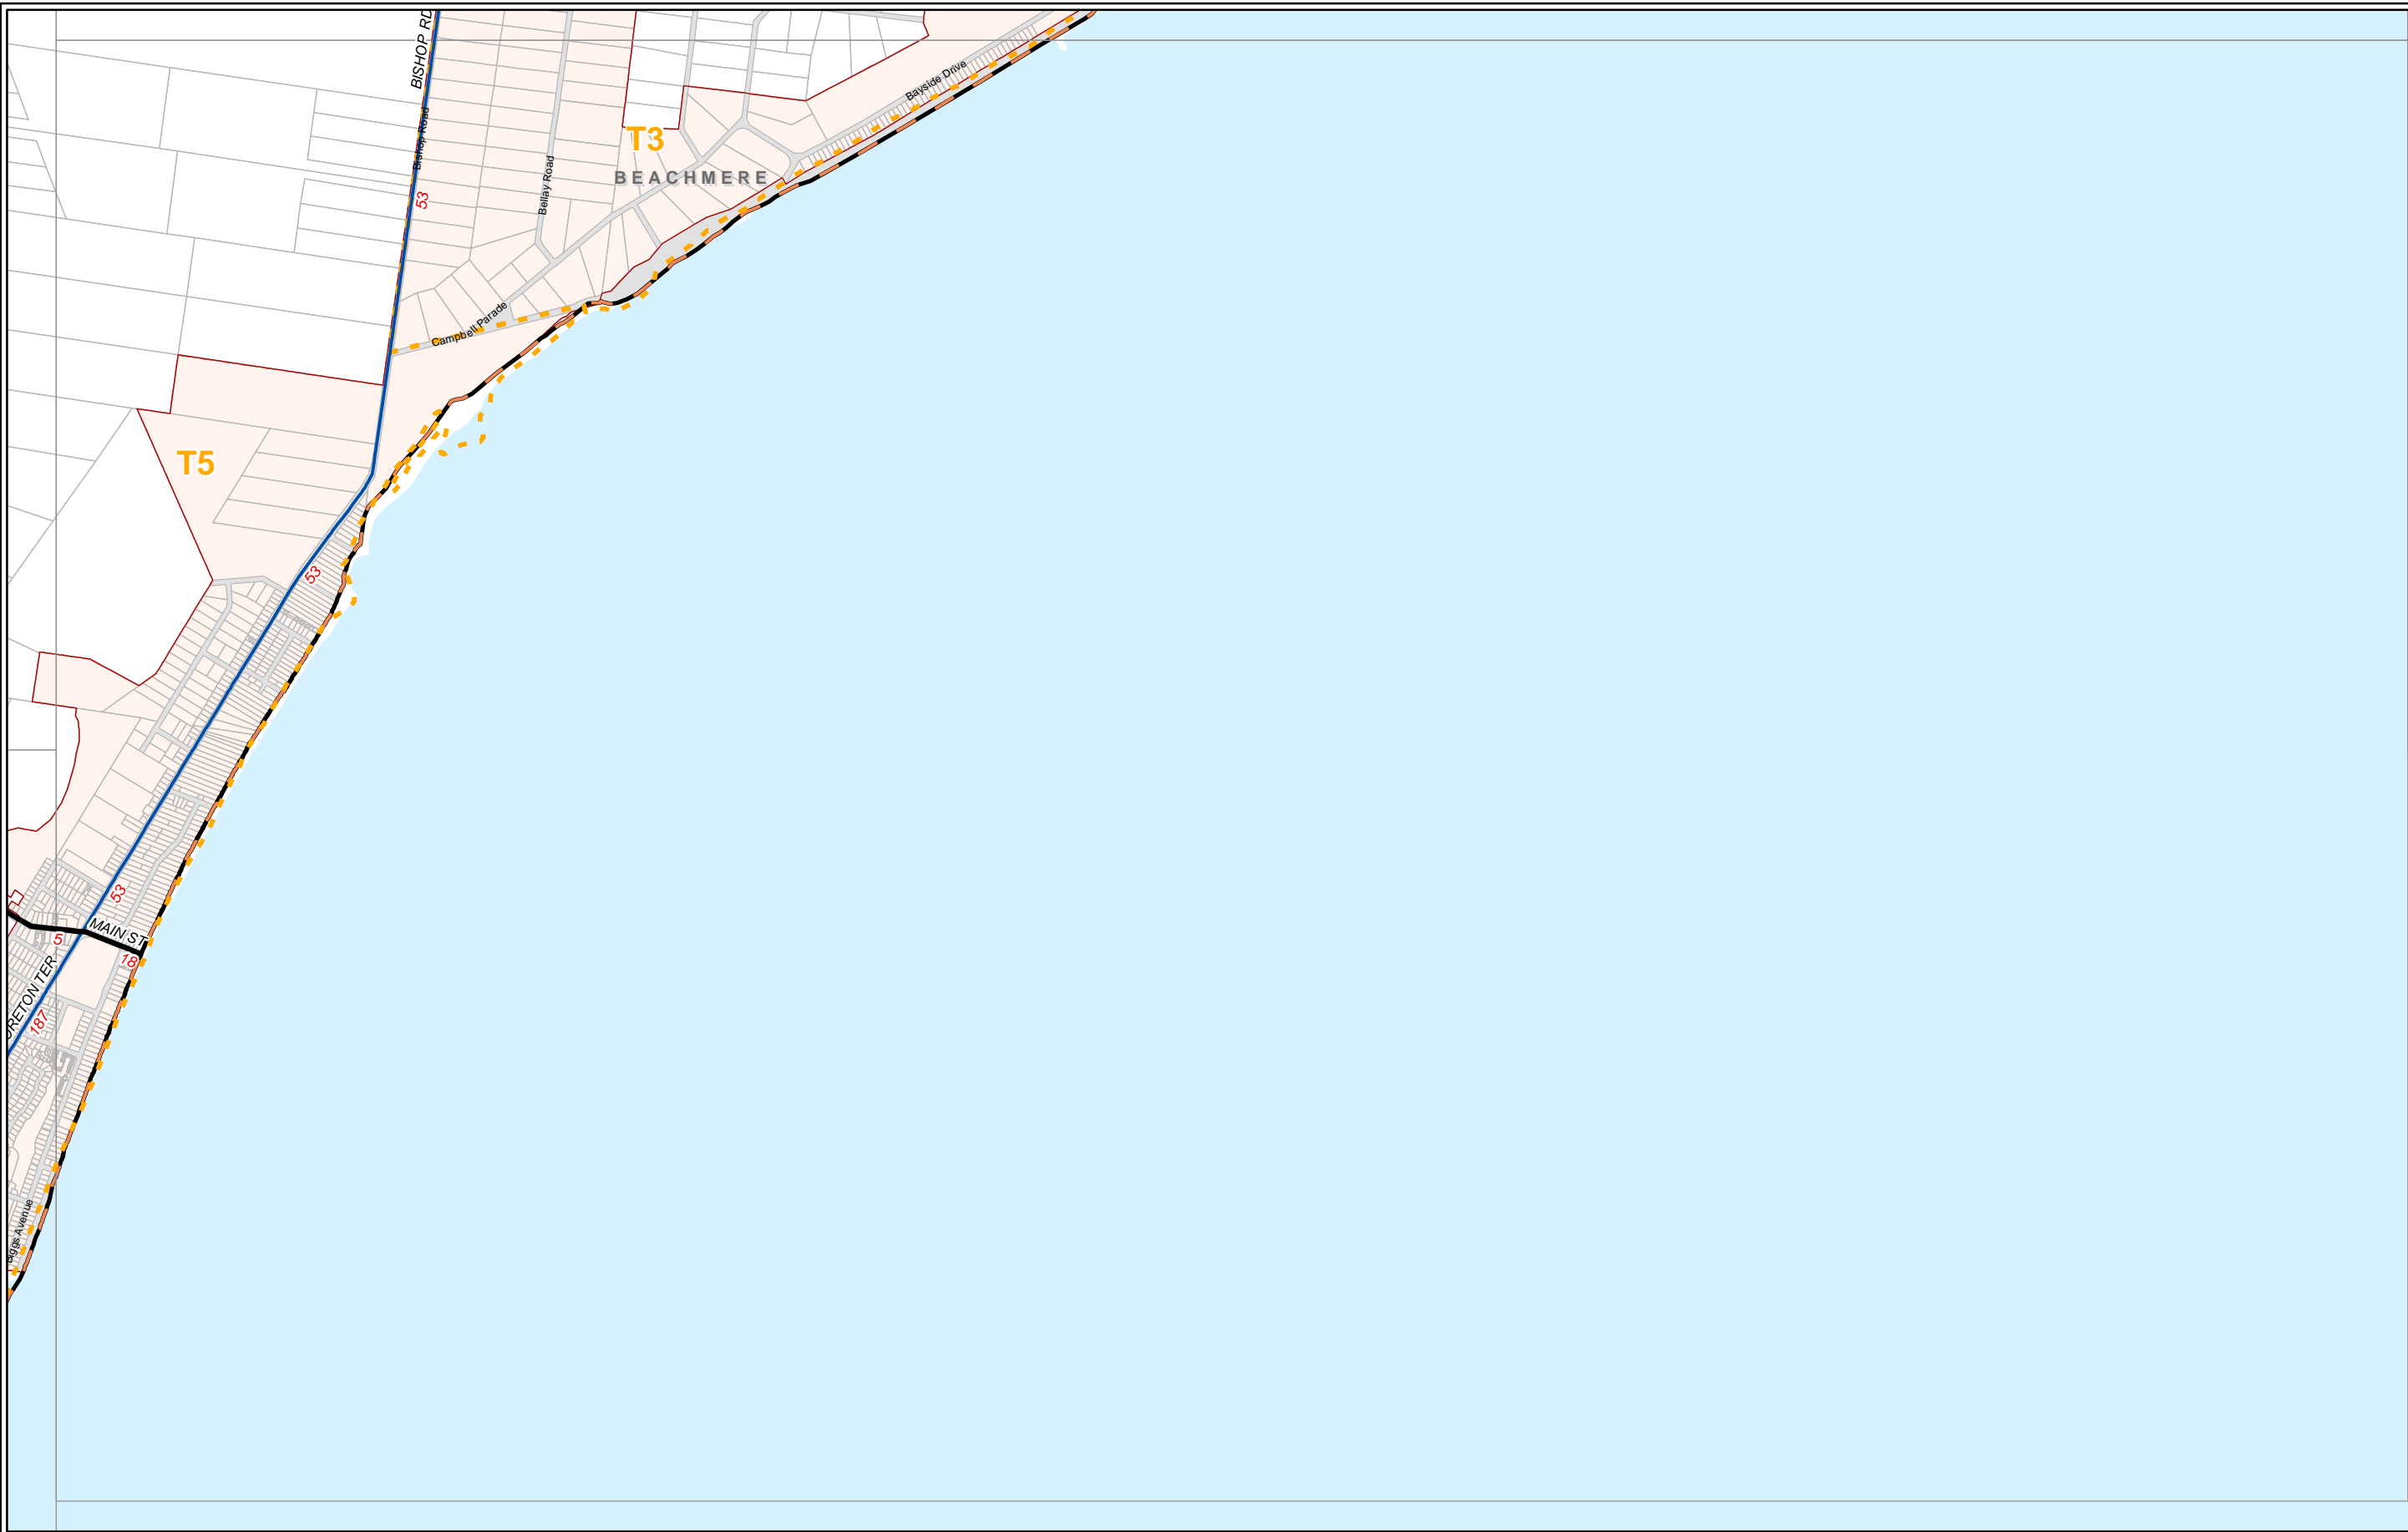 BISHOP RD
Bayside Drive
Bishop Road
T3
Bellay Road
BEACHMERE
53
Campbell Parade
T5
53
53
MAIN ST
5
18
ORETON TER
187
iggs Avenue